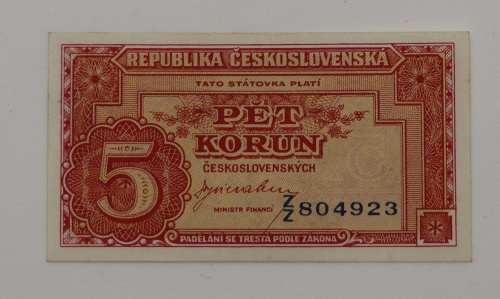 REPUBLIKA ČESKOSLOVENSKÁ
TATO STÁTOVKA PLATÍ
PĚT
KORUN
ČESKOSLOVENSKÝCH
5
MINISTR FINANCÍ
Z/Z 804923
PADĚLÁNÍ SE TRESTÁ PODLE ZÁKONA